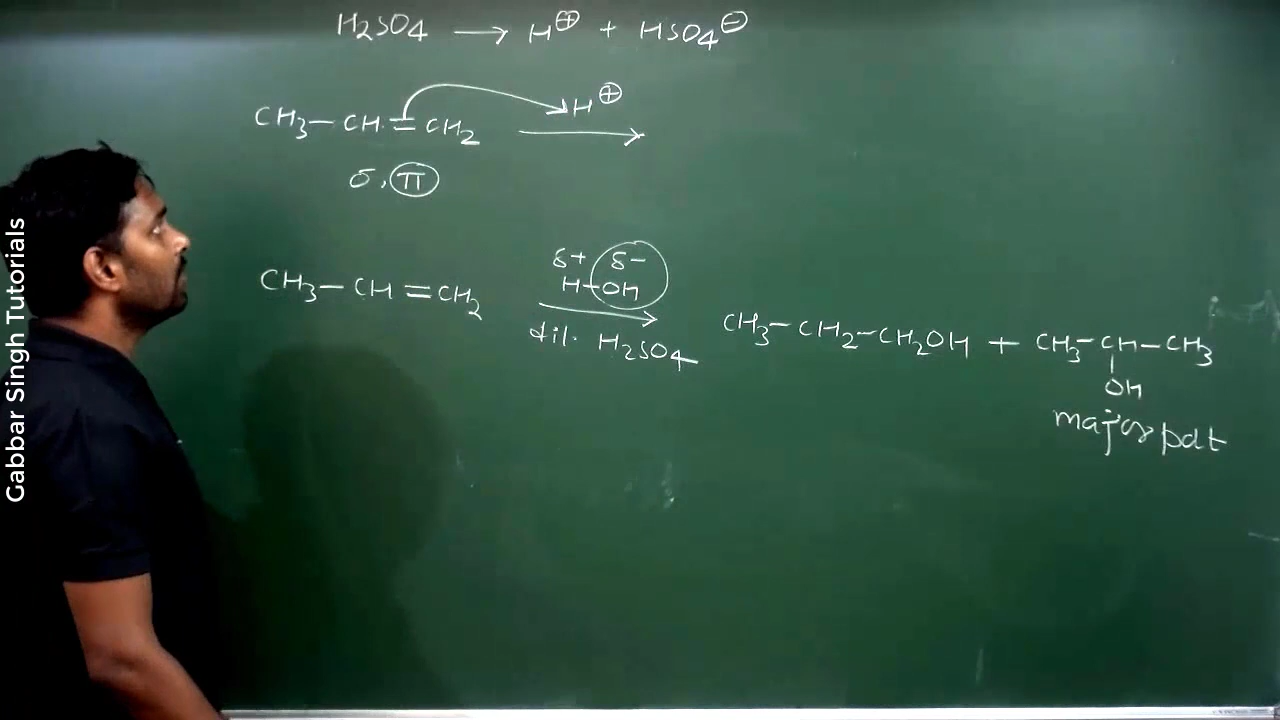 H2SO4 → H⊕ + HSO4⊖
CH3—CH=CH2 H⊕ →
σ, π
δ+ δ-
H-OH
CH3—CH=CH2 →
dil. H2SO4
CH3-CH2-CH2OH + CH3-CH-CH3
OH
major pdt
Gabbar Singh Tutorials